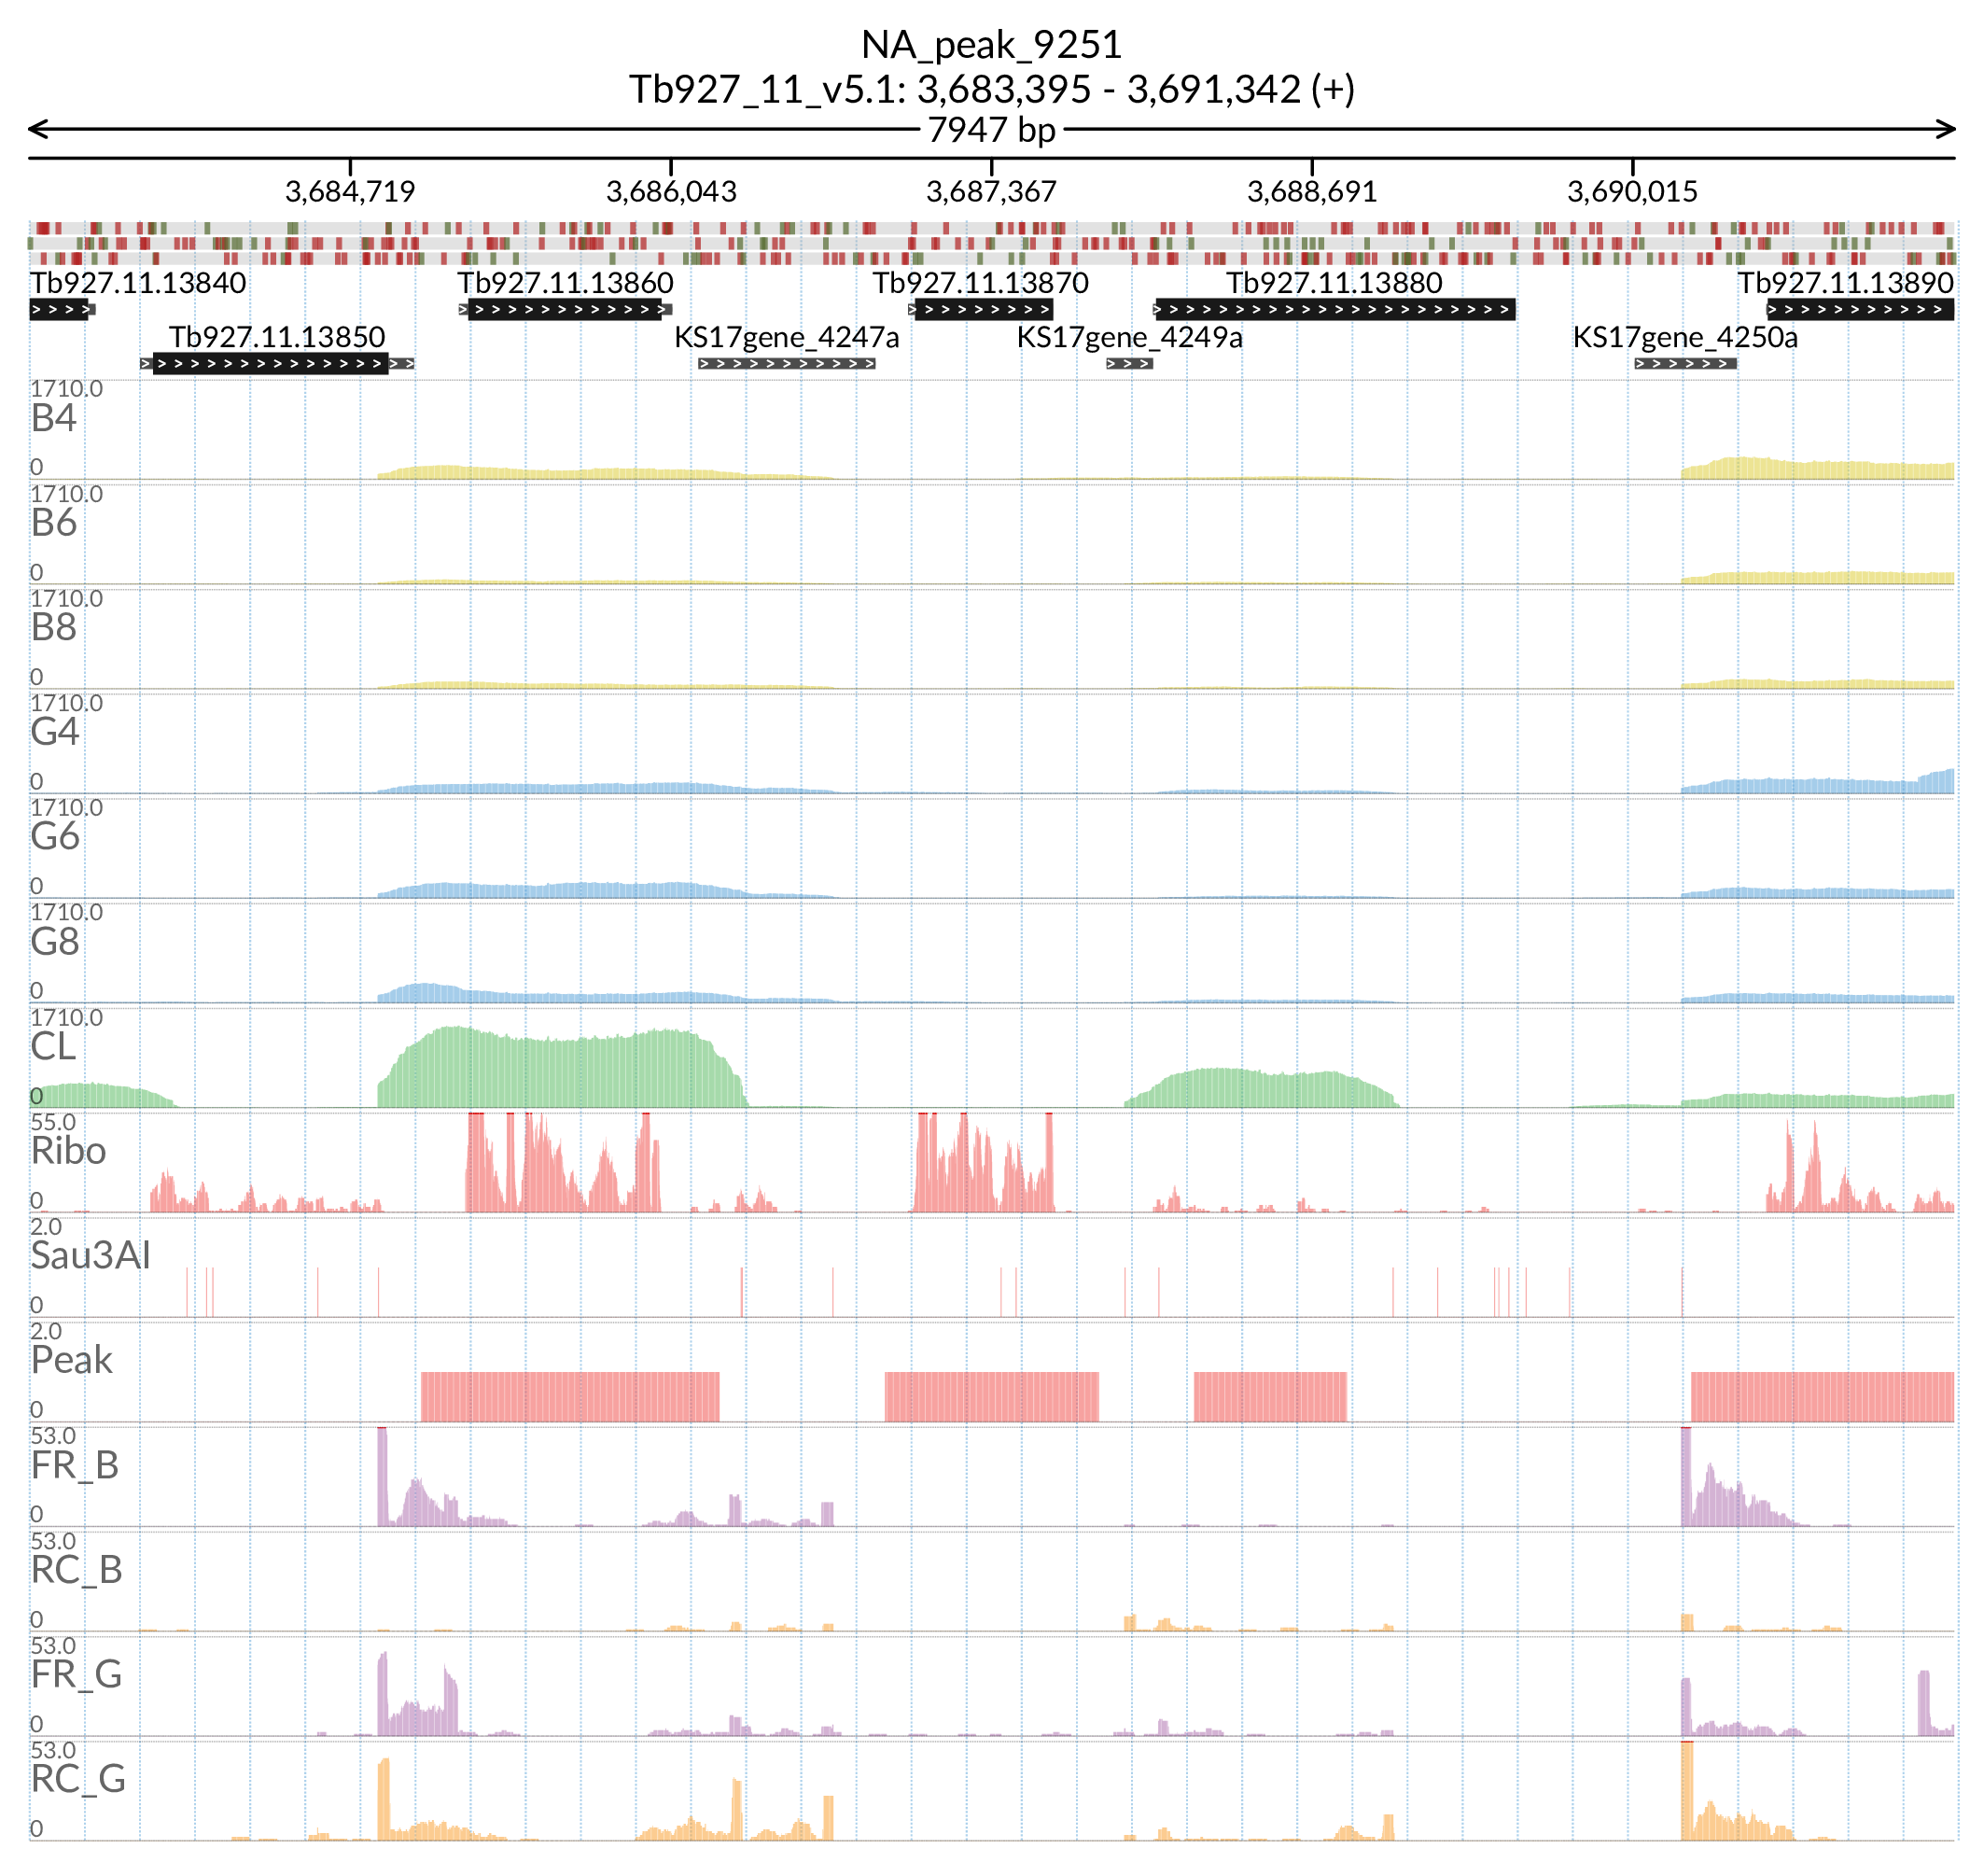 NA_peak_9251
Tb927_11_v5.1: 3,683,395 - 3,691,342 (+)
7947 bp
3,684,719 3,686,043 3,687,367 3,688,691 3,690,015
Tb927.11.13840 Tb927.11.13860 Tb927.11.13870 Tb927.11.13880 Tb927.11.13890
Tb927.11.13850 KS17gene_4247a KS17gene_4249a KS17gene_4250a
1710.0
B4
0
1710.0
B6
0
1710.0
B8
0
1710.0
G4
0
1710.0
G6
0
1710.0
G8
0
1710.0
CL
0
55.0
Ribo
0
2.0
Sau3AI
0
2.0
Peak
0
53.0
FR_B
0
53.0
RC_B
0
53.0
FR_G
0
53.0
RC_G
0